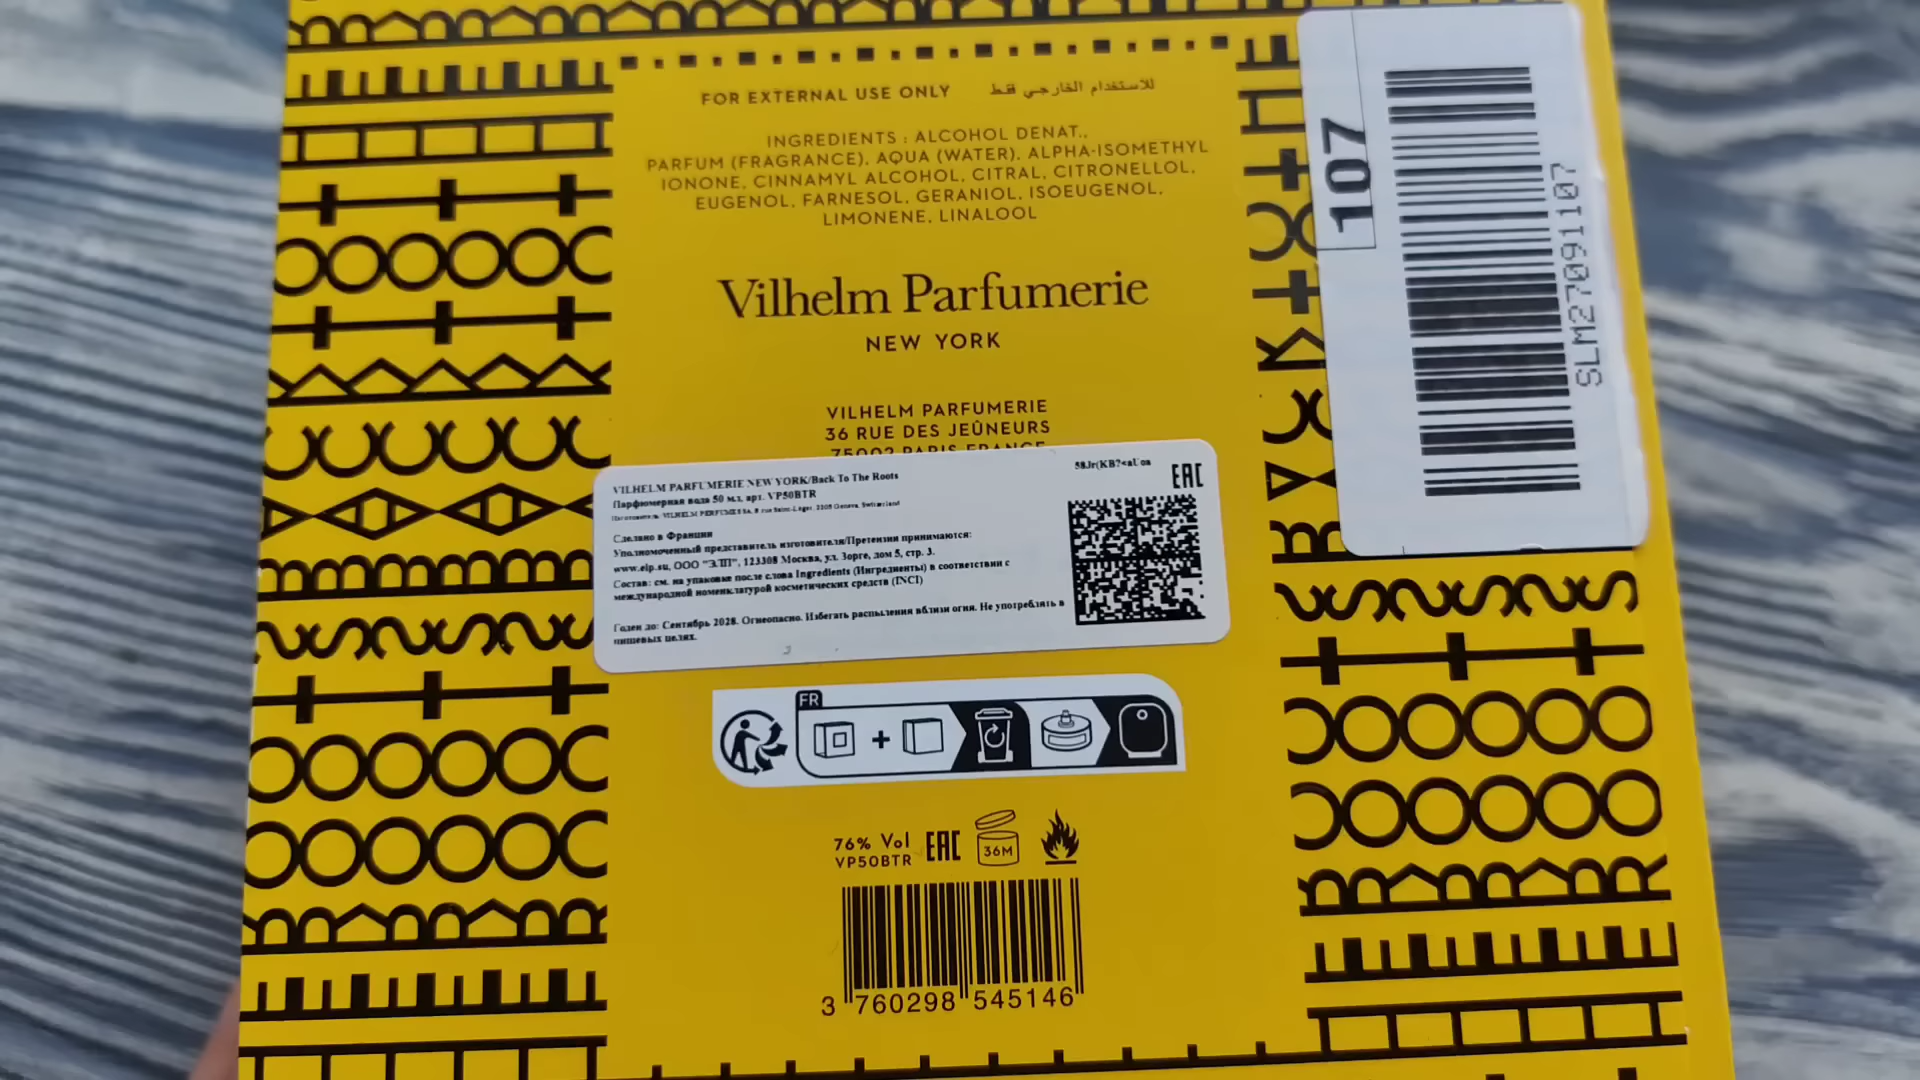 FOR EXTERNAL USE ONLY
للاستخدام الخارجي فقط
INGREDIENTS : ALCOHOL DENAT.,
PARFUM (FRAGRANCE), AQUA (WATER), ALPHA-ISOMETHYL
IONONE, CINNAMYL ALCOHOL, CITRAL, CITRONELLOL,
EUGENOL, FARNESOL, GERANIOL, ISOEUGENOL,
LIMONENE, LINALOOL
Vilhelm Parfumerie
NEW YORK
VILHELM PARFUMERIE
36 RUE DES JEÛNEURS
75002 PARIS FRANCE
107
SLM27091107
VILHELM PARFUMERIE NEW YORK/Back To The Roots
Парфюмерная вода 50 мл, арт. VP50BTR
Изготовитель: VILHELM PERFUMES SA, 8 rue Saint-Léger, 1205 Geneva, Switzerland
Сделано в Франции
Уполномоченный представитель изготовителя/Претензии принимаются:
www.elp.su, ООО "ЭЛП", 123308 Москва, ул. Зорге, дом 5, стр. 3.
Состав: см. на упаковке после слова Ingredients (Ингредиенты) в соответствии с
международной номенклатурой косметических средств (INCI)
Годен до: Сентябрь 2028. Огнеопасно. Избегать распыления вблизи огня. Не употреблять в
пищевых целях.
EAC
FR
76% Vol
VP50BTR
EAC
36M
3 760298 545146